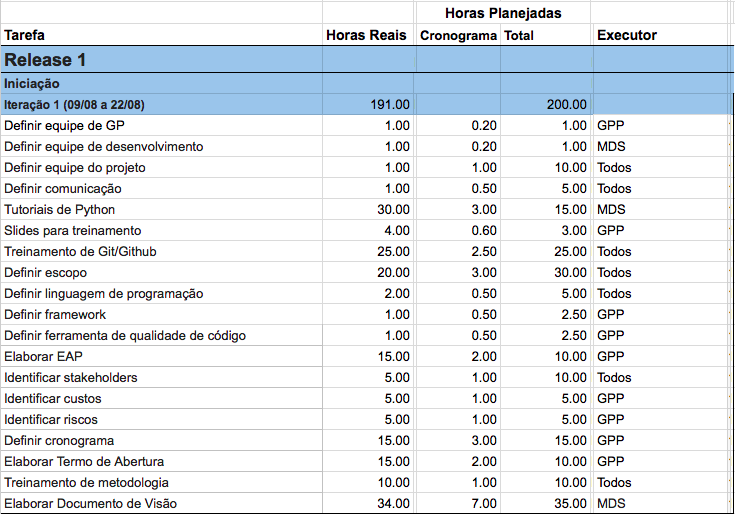 Horas Planejadas
Tarefa Horas Reais Cronograma Total Executor
Release 1
Iniciação
Iteração 1 (09/08 a 22/08) 191.00 200.00
Definir equipe de GP 1.00 0.20 1.00 GPP
Definir equipe de desenvolvimento 1.00 0.20 1.00 MDS
Definir equipe do projeto 1.00 1.00 10.00 Todos
Definir comunicação 1.00 0.50 5.00 Todos
Tutoriais de Python 30.00 3.00 15.00 MDS
Slides para treinamento 4.00 0.60 3.00 GPP
Treinamento de Git/Github 25.00 2.50 25.00 Todos
Definir escopo 20.00 3.00 30.00 Todos
Definir linguagem de programação 2.00 0.50 5.00 Todos
Definir framework 1.00 0.50 2.50 GPP
Definir ferramenta de qualidade de código 1.00 0.50 2.50 GPP
Elaborar EAP 15.00 2.00 10.00 GPP
Identificar stakeholders 5.00 1.00 10.00 Todos
Identificar custos 5.00 1.00 5.00 GPP
Identificar riscos 5.00 1.00 5.00 GPP
Definir cronograma 15.00 3.00 15.00 GPP
Elaborar Termo de Abertura 15.00 2.00 10.00 GPP
Treinamento de metodologia 10.00 1.00 10.00 Todos
Elaborar Documento de Visão 34.00 7.00 35.00 MDS